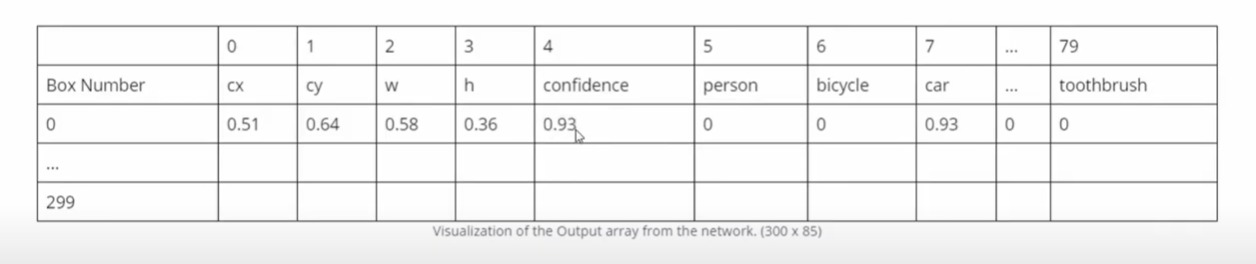 0 1 2 3 4 5 6 7 ... 79
Box Number cx cy w h confidence person bicycle car ... toothbrush
0 0.51 0.64 0.58 0.36 0.93 0 0 0.93 0 0
...
299
Visualization of the Output array from the network. (300 x 85)